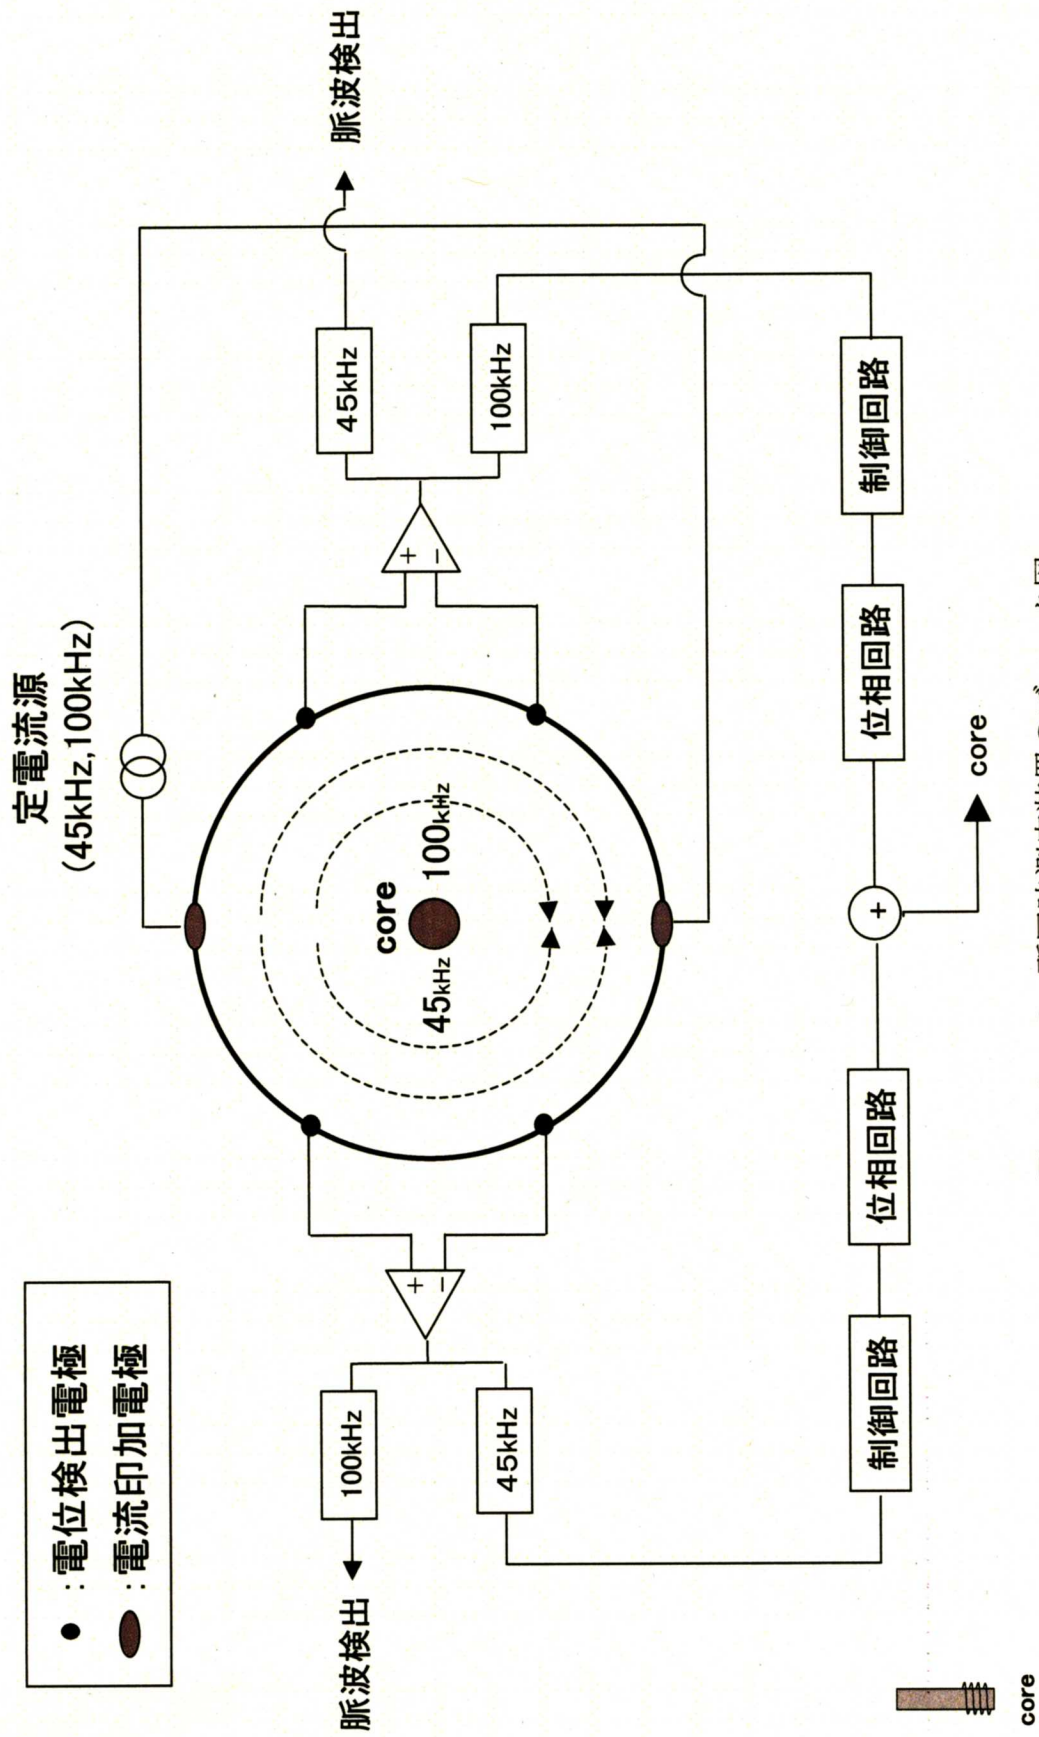 定電流源
(45kHz,100kHz)
:電位検出電極
:電流印加電極
脈波検出
100kHz
45kHz
+
−
core
45kHz
100kHz
+
−
45kHz
100kHz
脈波検出
制御回路
位相回路
+
位相回路
制御回路
core
core